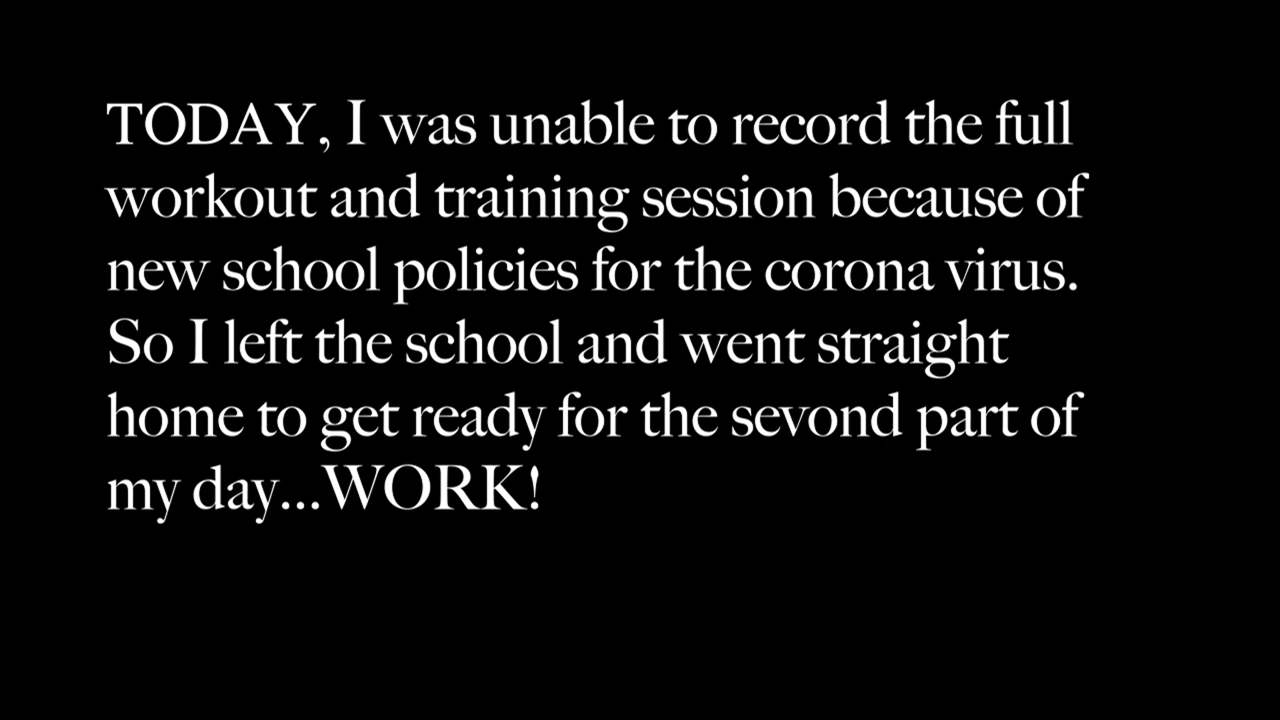 TODAY, I was unable to record the full
workout and training session because of
new school policies for the corona virus.
So I left the school and went straight
home to get ready for the sevond part of
my day...WORK!